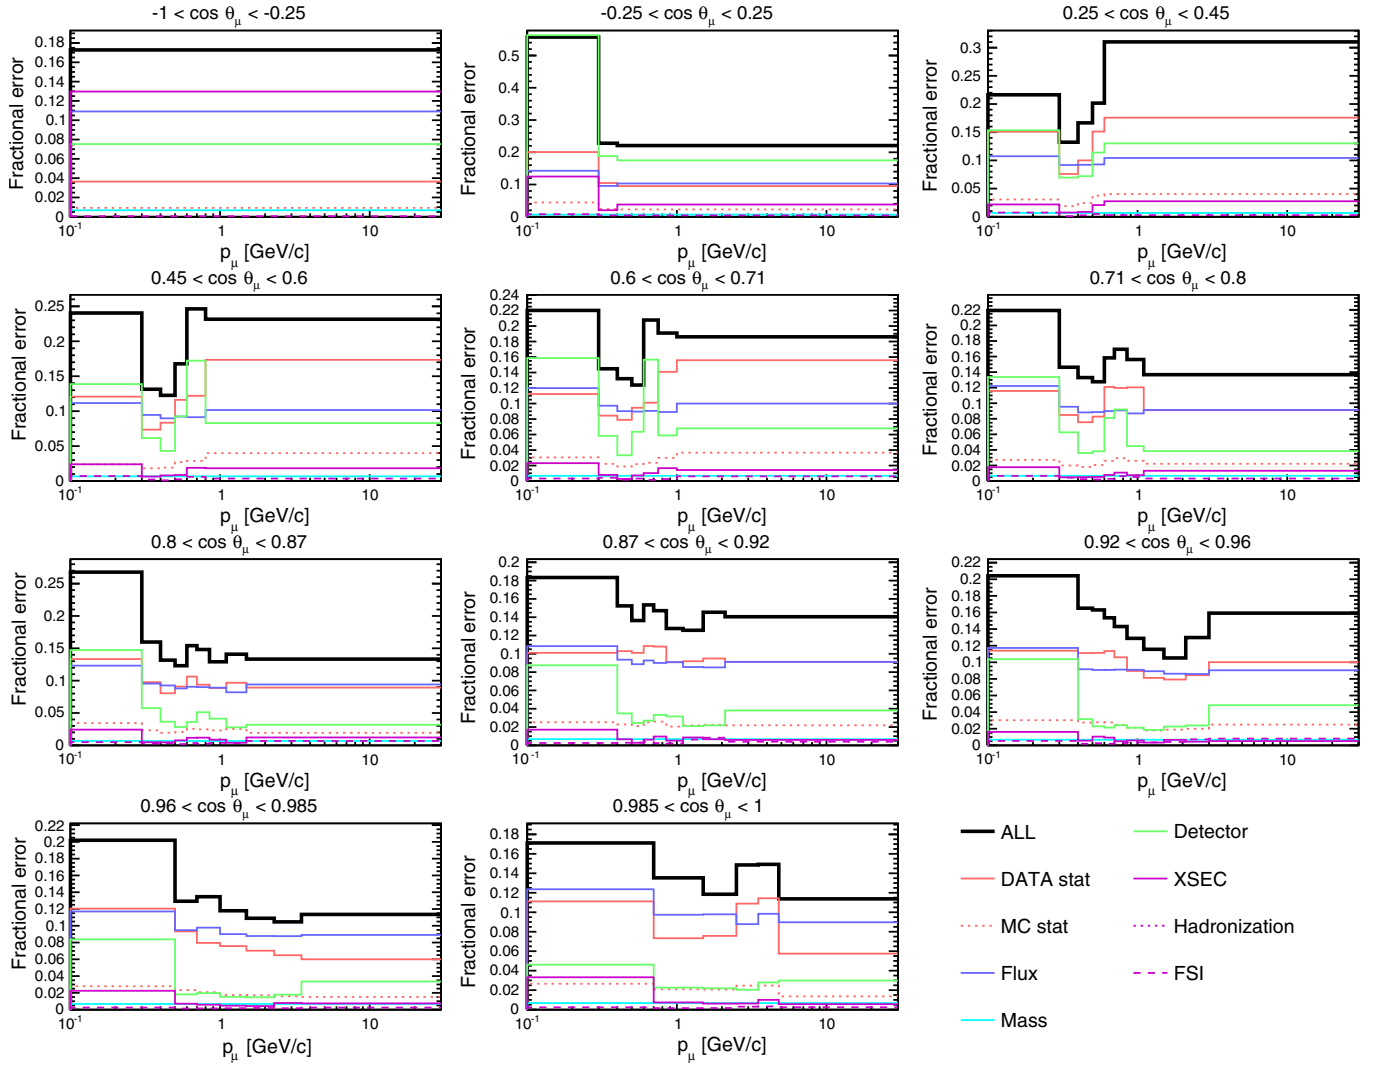 -1 < cos θμ < -0.25
Fractional error
0.18
0.16
0.14
0.12
0.1
0.08
0.06
0.04
0.02
0
10-1 1 10
pμ [GeV/c]
-0.25 < cos θμ < 0.25
Fractional error
0.5
0.4
0.3
0.2
0.1
0
10-1 1 10
pμ [GeV/c]
0.25 < cos θμ < 0.45
Fractional error
0.3
0.25
0.2
0.15
0.1
0.05
0
10-1 1 10
pμ [GeV/c]
0.45 < cos θμ < 0.6
Fractional error
0.25
0.2
0.15
0.1
0.05
0
10-1 1 10
pμ [GeV/c]
0.6 < cos θμ < 0.71
Fractional error
0.24
0.22
0.2
0.18
0.16
0.14
0.12
0.1
0.08
0.06
0.04
0.02
0
10-1 1 10
pμ [GeV/c]
0.71 < cos θμ < 0.8
Fractional error
0.22
0.2
0.18
0.16
0.14
0.12
0.1
0.08
0.06
0.04
0.02
0
10-1 1 10
pμ [GeV/c]
0.8 < cos θμ < 0.87
Fractional error
0.25
0.2
0.15
0.1
0.05
0
10-1 1 10
pμ [GeV/c]
0.87 < cos θμ < 0.92
Fractional error
0.2
0.18
0.16
0.14
0.12
0.1
0.08
0.06
0.04
0.02
0
10-1 1 10
pμ [GeV/c]
0.92 < cos θμ < 0.96
Fractional error
0.22
0.2
0.18
0.16
0.14
0.12
0.1
0.08
0.06
0.04
0.02
0
10-1 1 10
pμ [GeV/c]
0.96 < cos θμ < 0.985
Fractional error
0.22
0.2
0.18
0.16
0.14
0.12
0.1
0.08
0.06
0.04
0.02
0
10-1 1 10
pμ [GeV/c]
0.985 < cos θμ < 1
Fractional error
0.18
0.16
0.14
0.12
0.1
0.08
0.06
0.04
0.02
0
10-1 1 10
pμ [GeV/c]
ALL
DATA stat
MC stat
Flux
Mass
Detector
XSEC
Hadronization
FSI